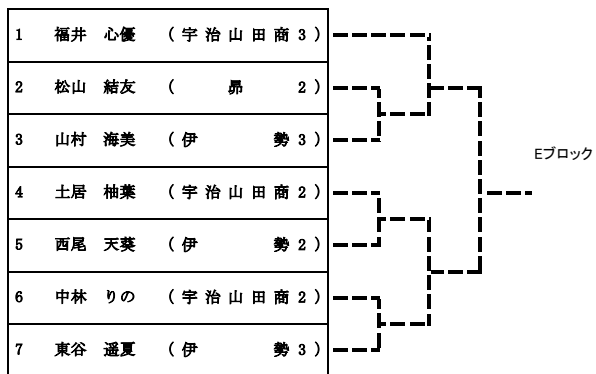 1 福井 心優 (宇治山田商3)
2 松山 結友 (昴2)
3 山村 海美 (伊勢3)
Eブロック
4 土居 柚葉 (宇治山田商2)
5 西尾 天葵 (伊勢2)
6 中林 りの (宇治山田商2)
7 東谷 遥夏 (伊勢3)